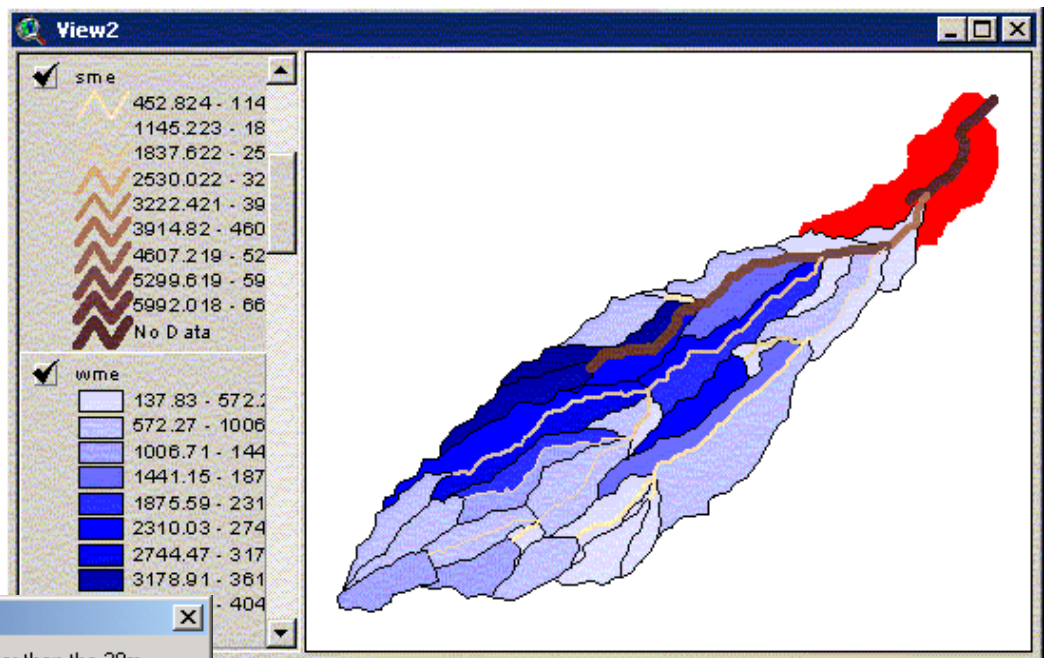 View2
sme
452.824 - 114
1145.223 - 18
1837.622 - 25
2530.022 - 32
3222.421 - 39
3914.82 - 460
4607.219 - 52
5299.619 - 59
5992.018 - 66
No Data
wme
137.83 - 572.2
572.27 - 1006
1006.71 - 144
1441.15 - 187
1875.59 - 231
2310.03 - 274
2744.47 - 317
3178.91 - 361
- 404
than the